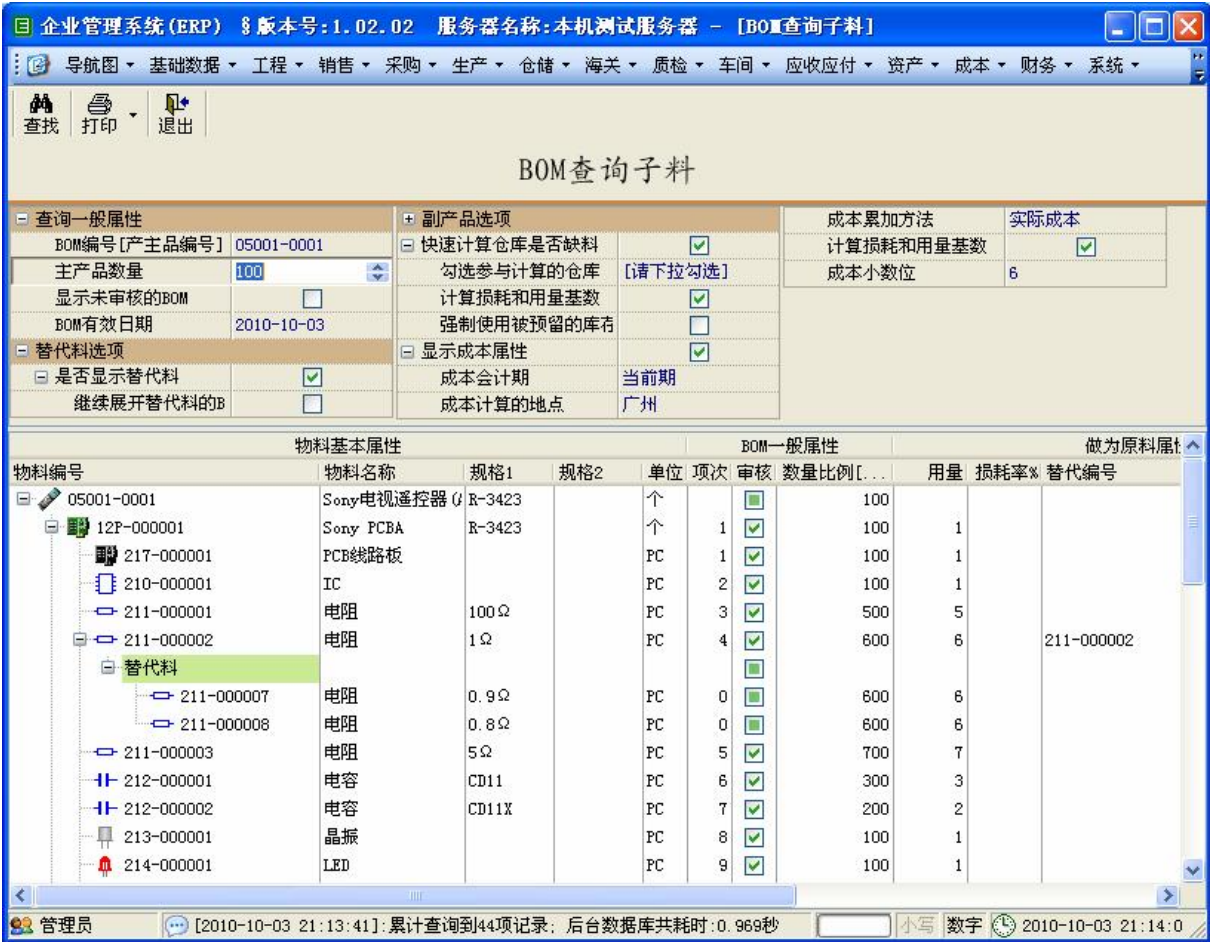 企业管理系统(ERP) §版本号:1.02.02 服务器名称:本机测试服务器 - [BOM查询子料]
导航图 基础数据 工程 销售 采购 生产 仓储 海关 质检 车间 应收应付 资产 成本 财务 系统
查找 打印 退出
BOM查询子料
查询一般属性
BOM编号[产主品编号] 05001-0001
主产品数量 100
显示未审核的BOM
BOM有效日期 2010-10-03
替代料选项
是否显示替代料
继续展开替代料的B
副产品选项
快速计算仓库是否缺料
勾选参与计算的仓库 [请下拉勾选]
计算损耗和用量基数
强制使用被预留的库存
显示成本属性
成本会计期 当前期
成本计算的地点 广州
成本累加方法 实际成本
计算损耗和用量基数
成本小数位 6
物料基本属性 BOM一般属性 做为原料属性
物料编号 物料名称 规格1 规格2 单位 项次 审核 数量比例[... 用量 损耗率% 替代编号
05001-0001 Sony电视遥控器 R-3423 个 100
12P-000001 Sony PCBA R-3423 个 1 100 1
217-000001 PCB线路板 PC 1 100 1
210-000001 IC PC 2 100 1
211-000001 电阻 100Ω PC 3 500 5
211-000002 电阻 1Ω PC 4 600 6 211-000002
替代料
211-000007 电阻 0.9Ω PC 0 600 6
211-000008 电阻 0.8Ω PC 0 600 6
211-000003 电阻 5Ω PC 5 700 7
212-000001 电容 CD11 PC 6 300 3
212-000002 电容 CD11X PC 7 200 2
213-000001 晶振 PC 8 100 1
214-000001 LED PC 9 100 1
管理员 [2010-10-03 21:13:41]:累计查询到44项记录; 后台数据库共耗时:0.969秒 小写 数字 2010-10-03 21:14:0